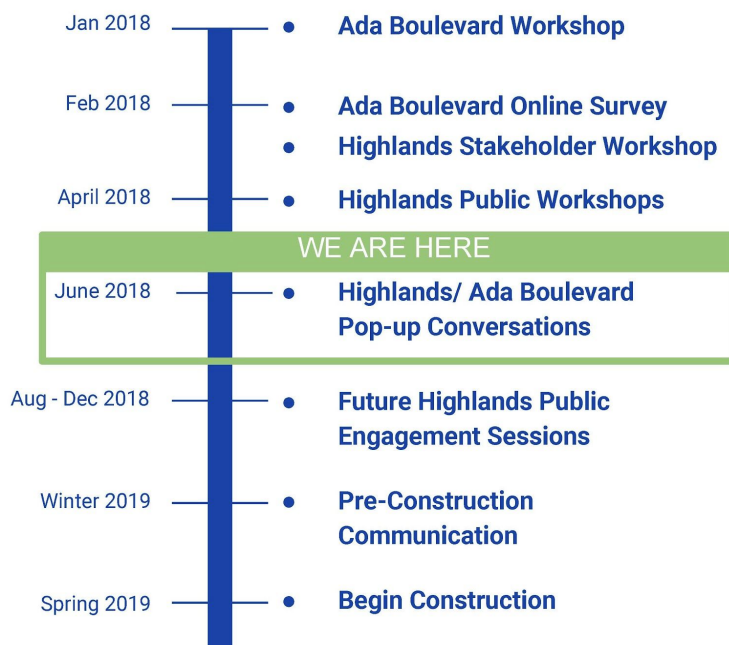 Jan 2018
Ada Boulevard Workshop
Feb 2018
Ada Boulevard Online Survey
Highlands Stakeholder Workshop
April 2018
Highlands Public Workshops
WE ARE HERE
June 2018
Highlands/ Ada Boulevard
Pop-up Conversations
Aug - Dec 2018
Future Highlands Public
Engagement Sessions
Winter 2019
Pre-Construction
Communication
Spring 2019
Begin Construction